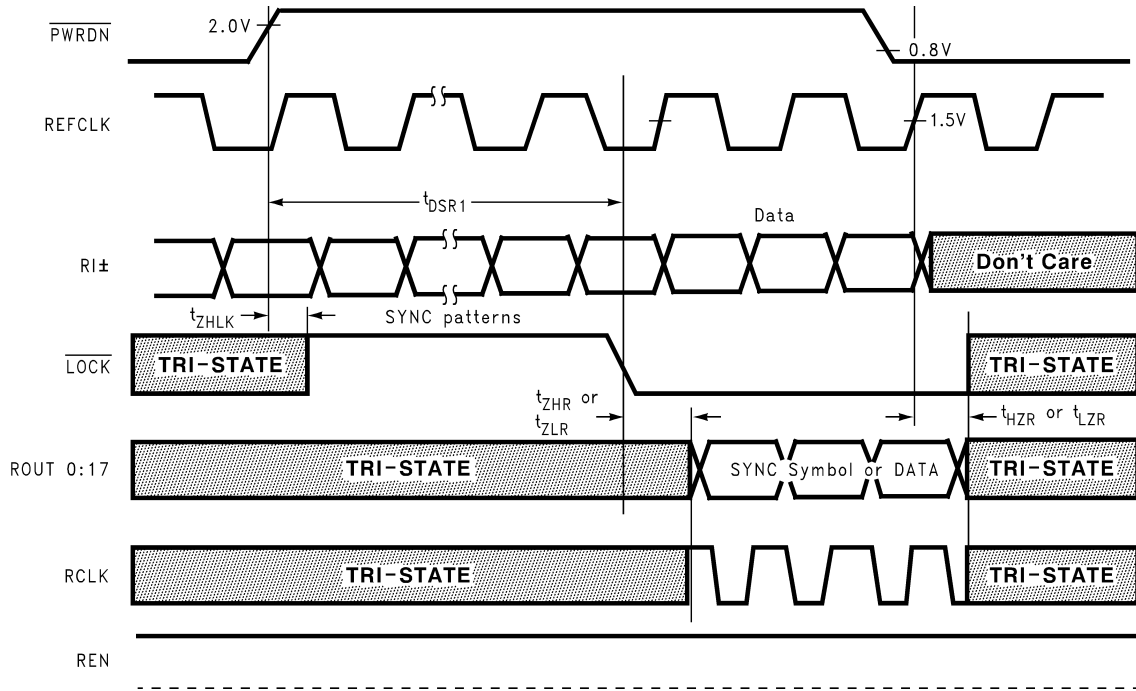 PWRDN
2.0V
0.8V
REFCLK
1.5V
tDSR1
Data
RI±
Don't Care
tZHLK
SYNC patterns
LOCK
TRI-STATE
TRI-STATE
tZHR or
tZLR
tHZR or tLZR
ROUT 0:17
TRI-STATE
SYNC Symbol or DATA
TRI-STATE
RCLK
TRI-STATE
TRI-STATE
REN